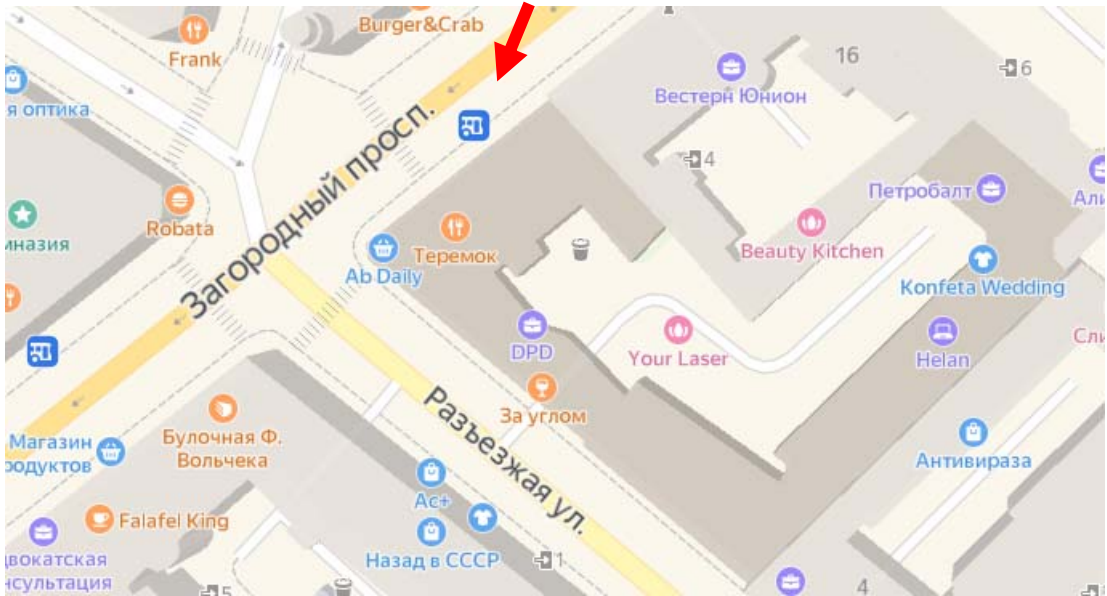 Burger&Crab
Frank
16
6
Вестерн Юнион
я оптика
Загородный просп.
4
Петробалт
Али
Robata
мназия
Теремок
Ab Daily
Beauty Kitchen
Konfeta Wedding
DPD
Your Laser
Helan
Сли
За углом
Разъезжая ул.
Булочная Ф.
Вольчека
Магазин
родуктов
Антивираза
Ас+
Falafel King
Назад в СССР
1
двокатская
нсультация
5
4